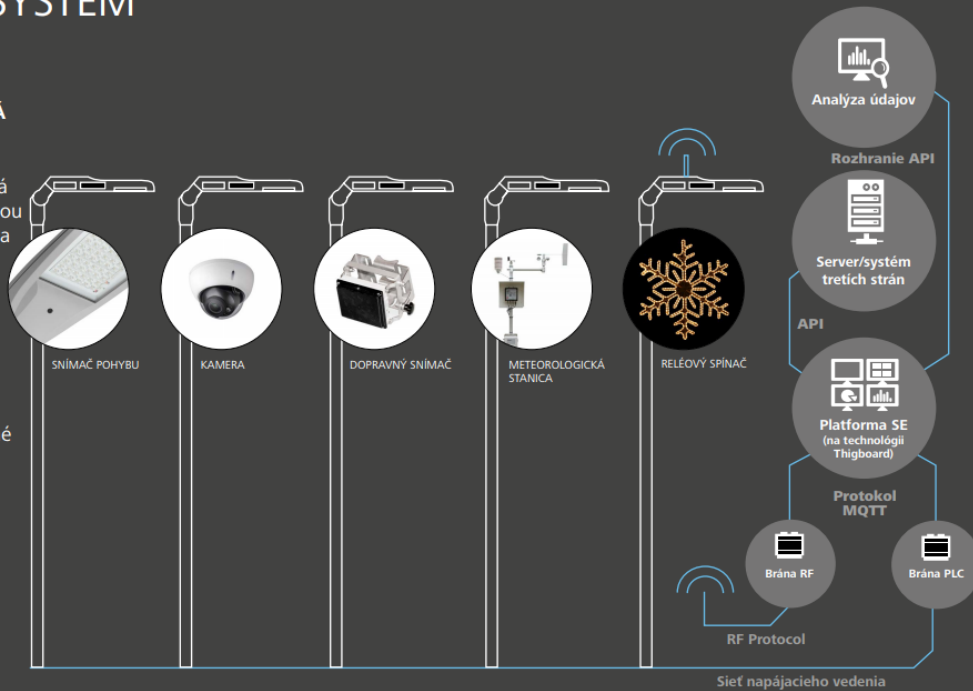 SYSTÉM
Á
á
ou
a
é
SNÍMAČ POHYBU
KAMERA
DOPRAVNÝ SNÍMAČ
METEOROLOGICKÁ
STANICA
RELÉOVÝ SPÍNAČ
Analýza údajov
Rozhranie API
Server/systém
tretích strán
API
Platforma SE
(na technológii
Thigboard)
Protokol
MQTT
Brána RF
Brána PLC
RF Protocol
Sieť napájacieho vedenia